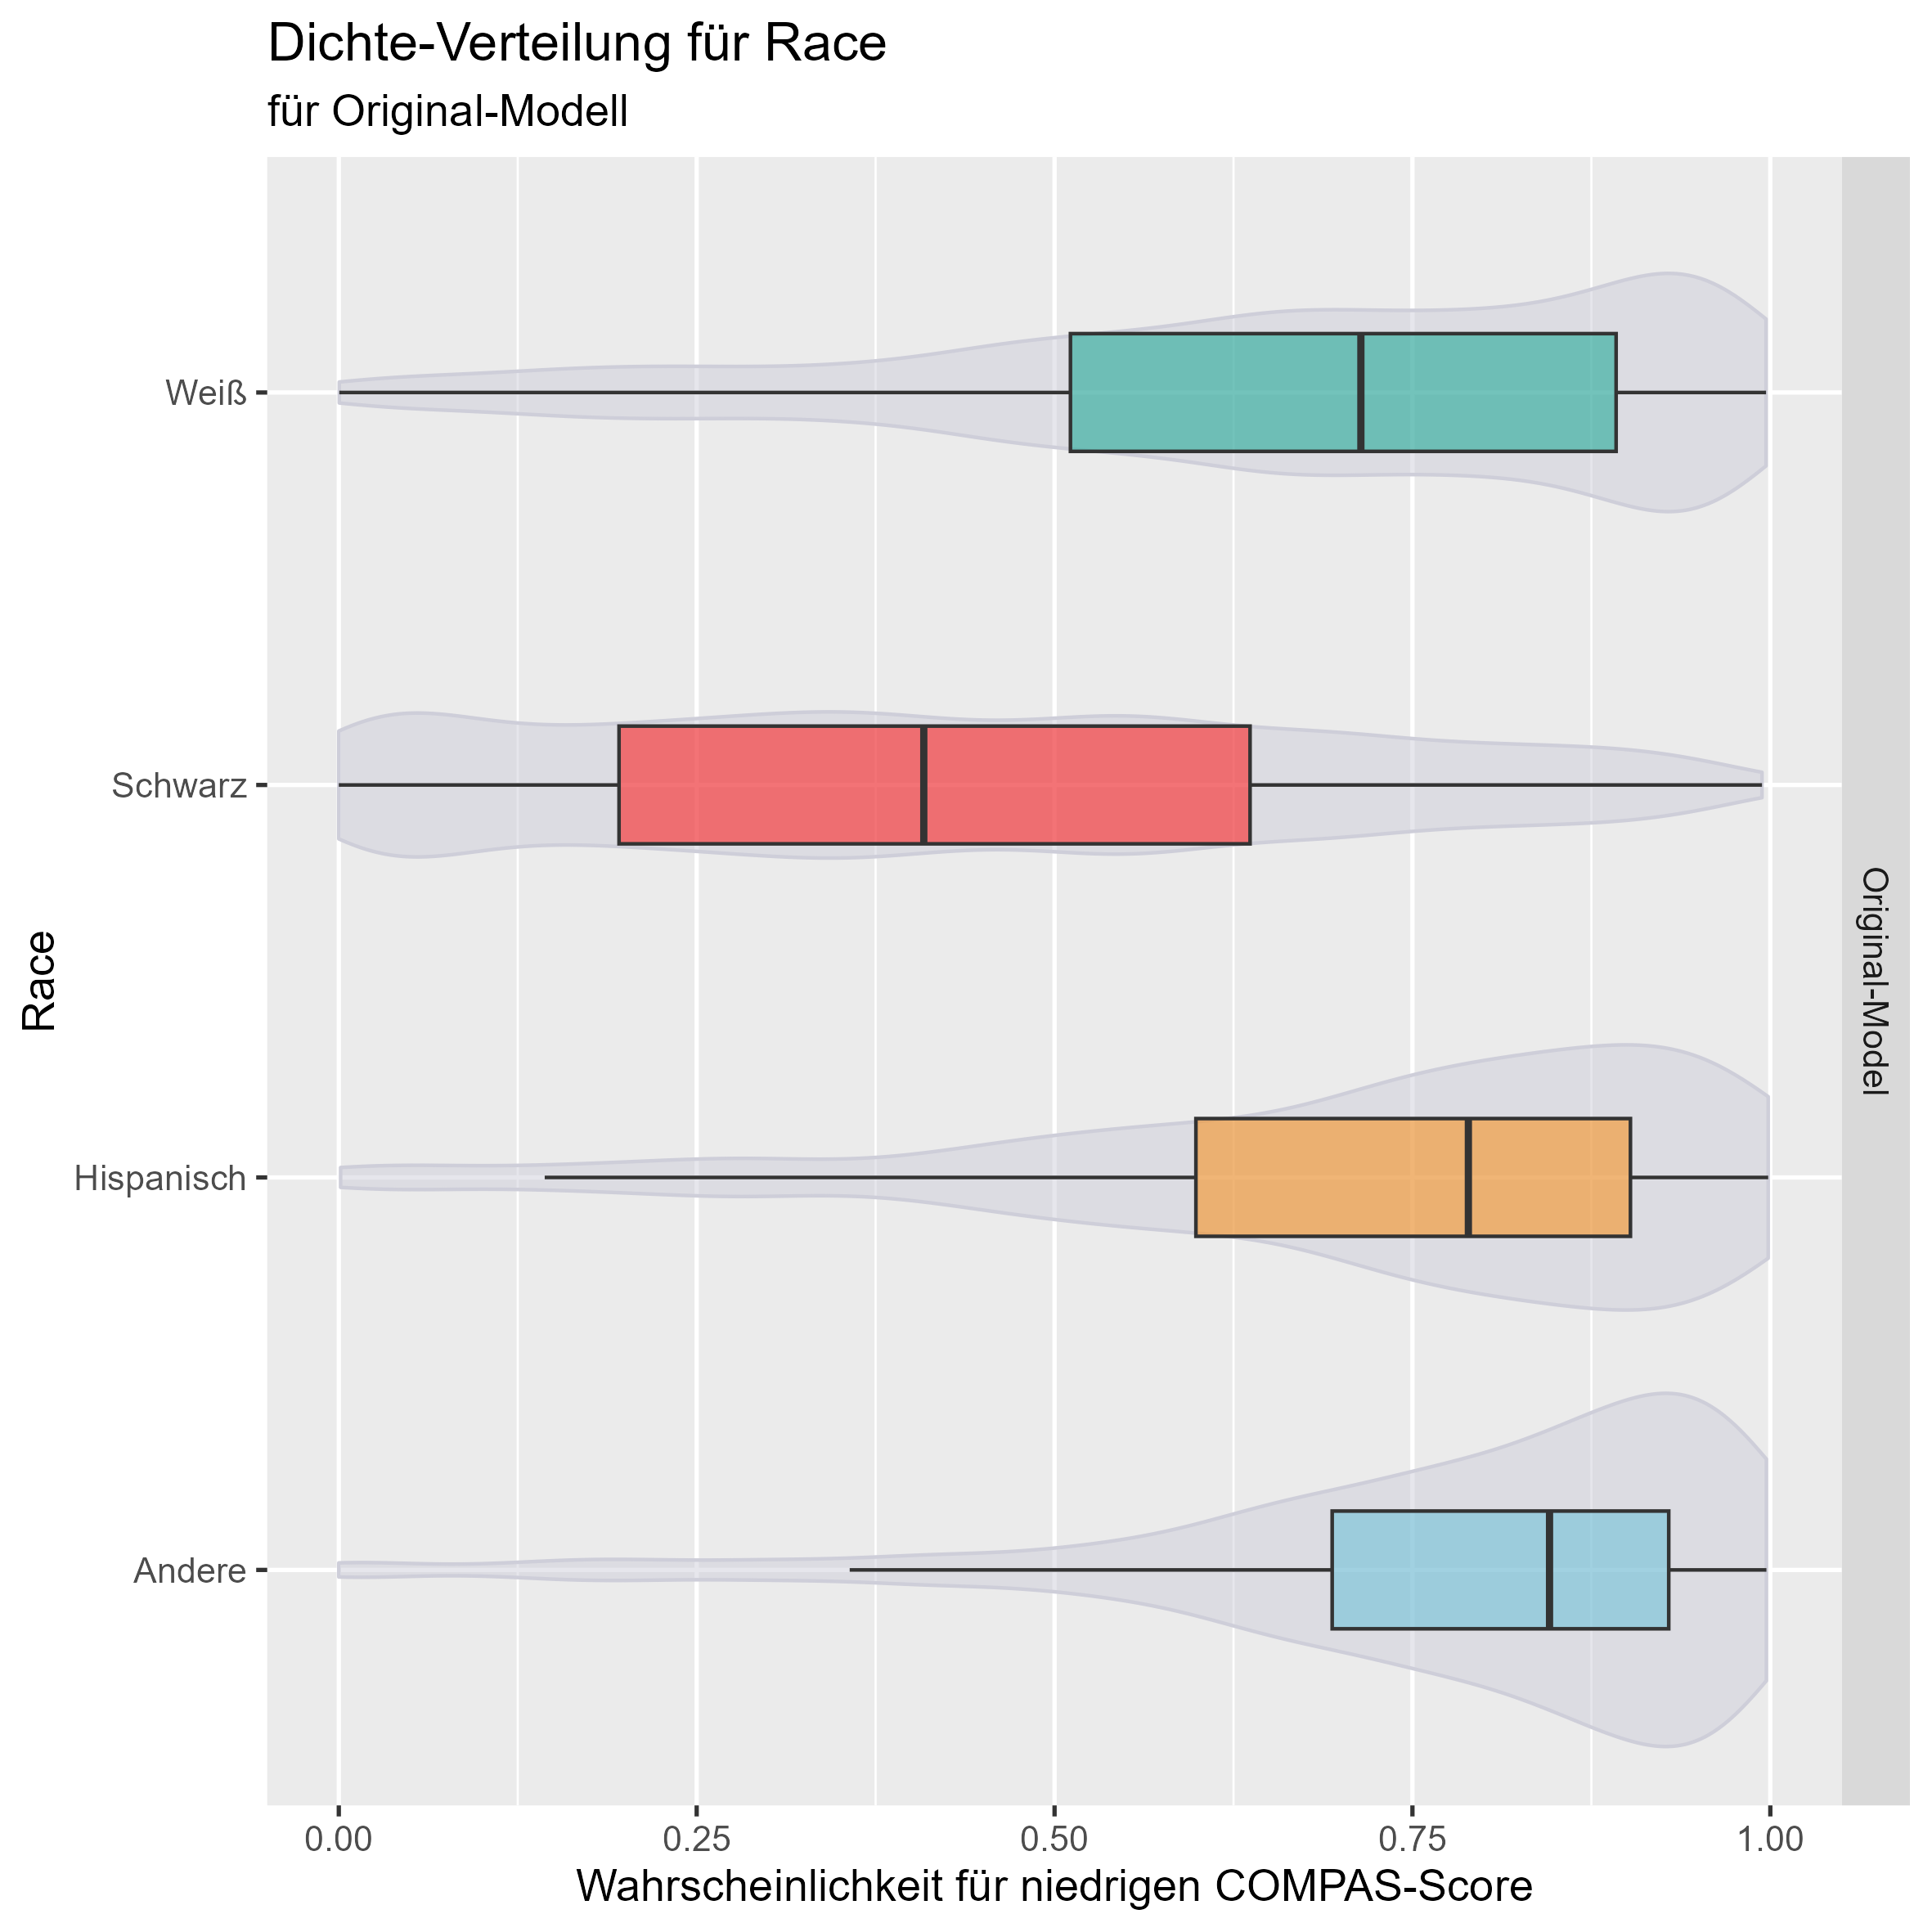 Dichte-Verteilung für Race
für Original-Modell
Race
Weiß
Schwarz
Hispanisch
Andere
Original-Model
0.00 0.25 0.50 0.75 1.00
Wahrscheinlichkeit für niedrigen COMPAS-Score